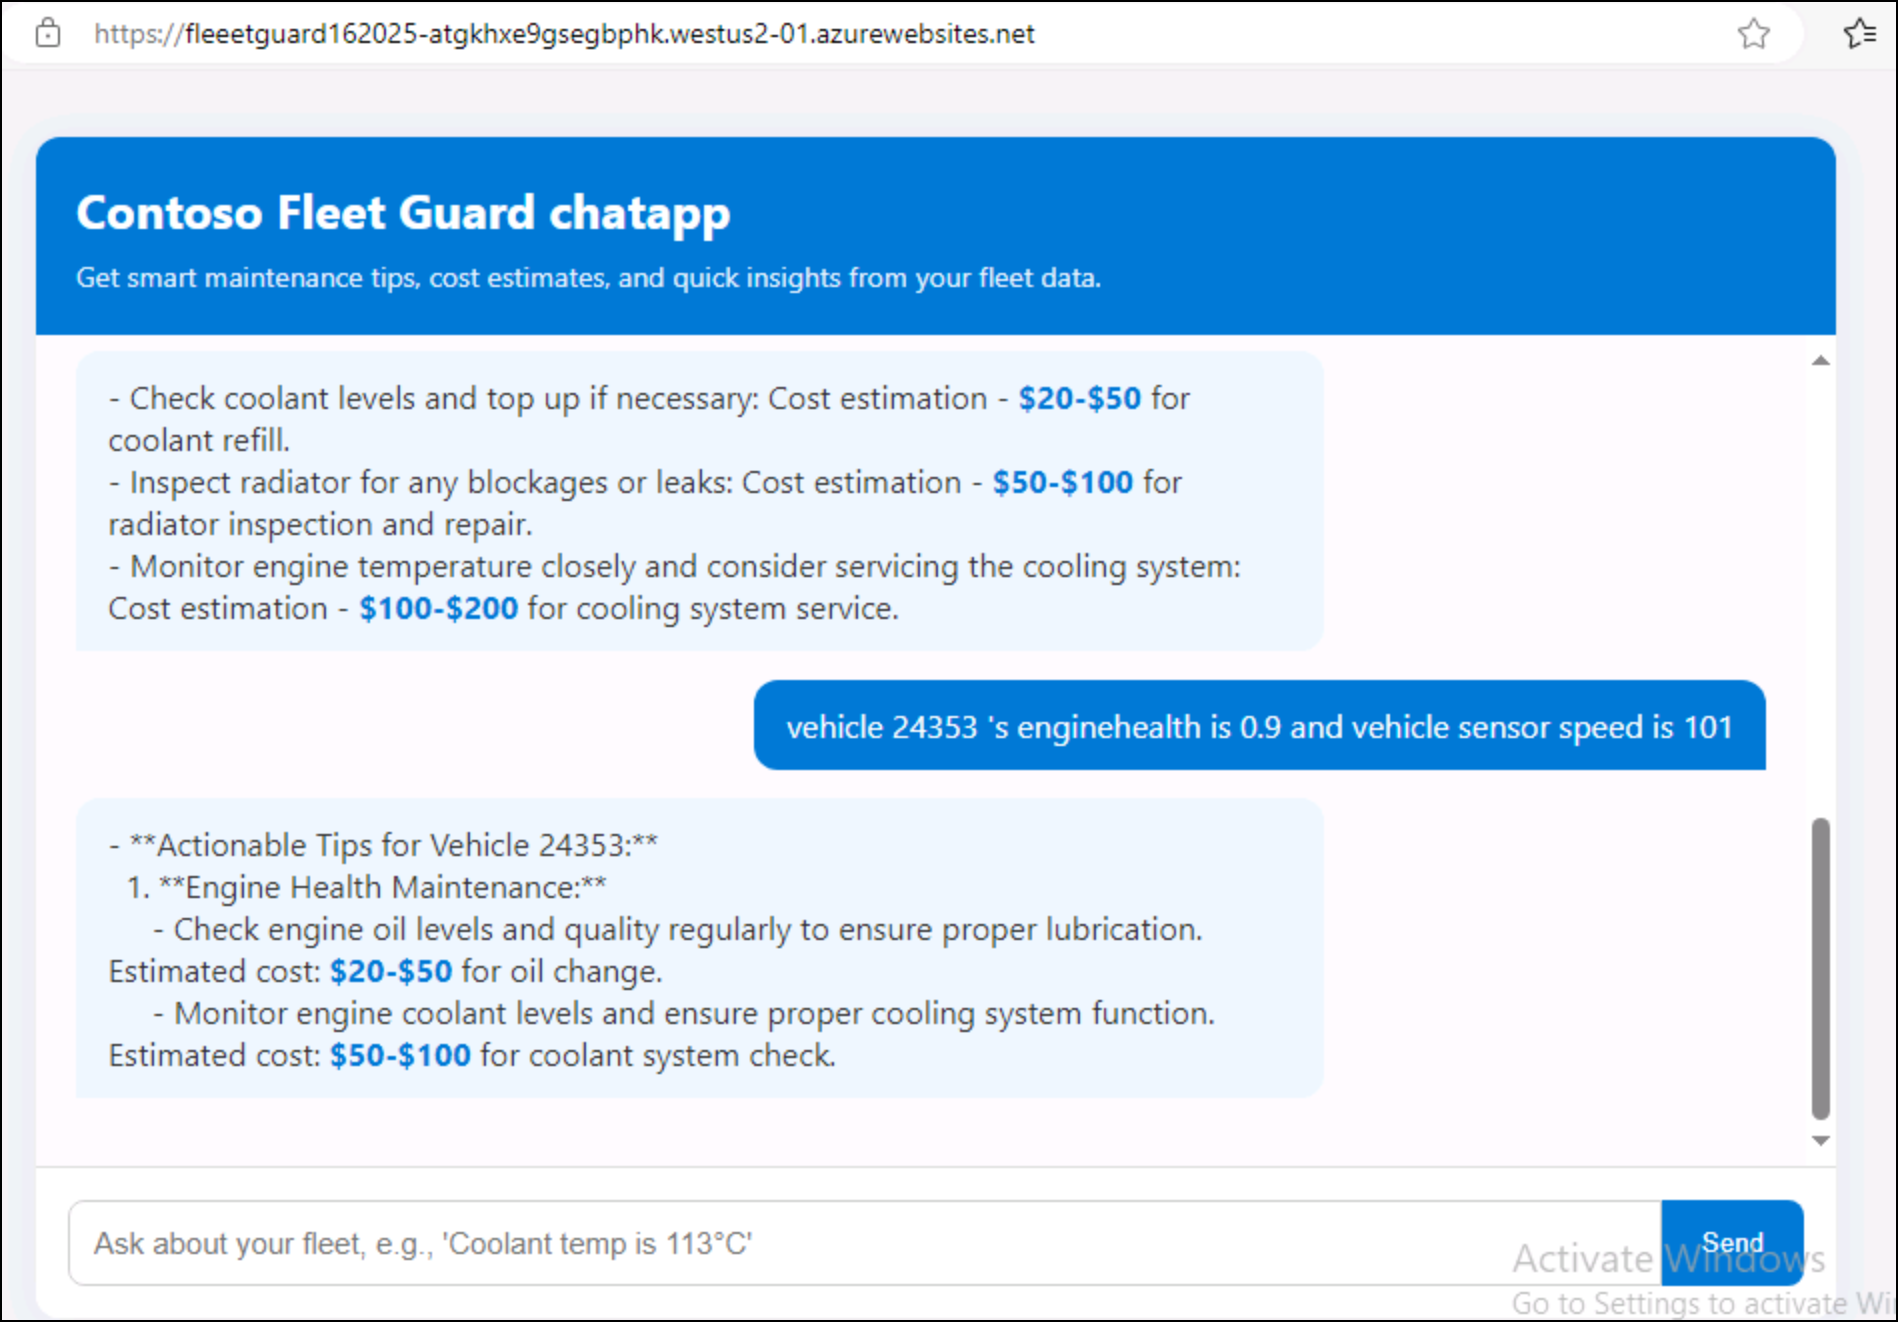 https://fleeetguard162025-atgkhxe9gsegbphk.westus2-01.azurewebsites.net
Contoso Fleet Guard chatapp
Get smart maintenance tips, cost estimates, and quick insights from your fleet data.
- Check coolant levels and top up if necessary: Cost estimation - $20-$50 for
coolant refill.
- Inspect radiator for any blockages or leaks: Cost estimation - $50-$100 for
radiator inspection and repair.
- Monitor engine temperature closely and consider servicing the cooling system:
Cost estimation - $100-$200 for cooling system service.
vehicle 24353 's enginehealth is 0.9 and vehicle sensor speed is 101
- **Actionable Tips for Vehicle 24353:**
1. **Engine Health Maintenance:**
- Check engine oil levels and quality regularly to ensure proper lubrication.
Estimated cost: $20-$50 for oil change.
- Monitor engine coolant levels and ensure proper cooling system function.
Estimated cost: $50-$100 for coolant system check.
Ask about your fleet, e.g., 'Coolant temp is 113°C'
Send
Activate Windows
Go to Settings to activate Wi